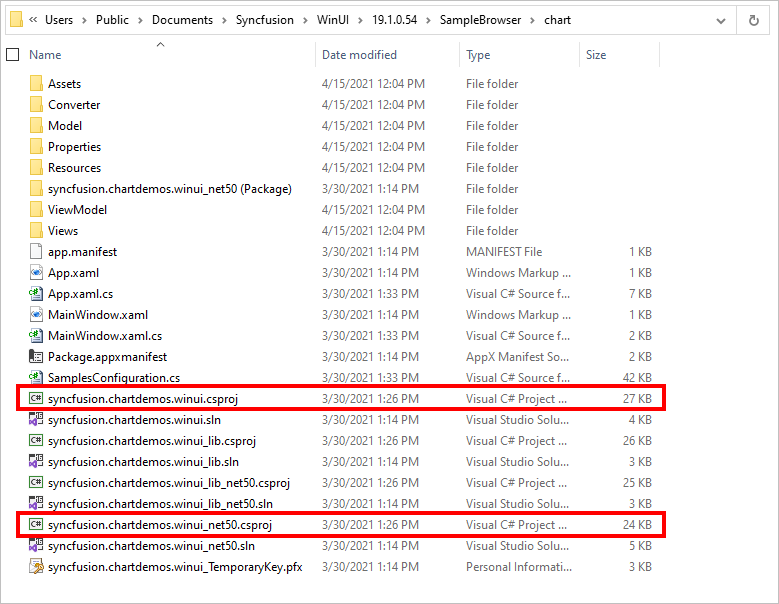 « Users > Public > Documents > Syncfusion > WinUI > 19.1.0.54 > SampleBrowser > chart
Name Date modified Type Size
Assets 4/15/2021 12:04 PM File folder
Converter 4/15/2021 12:04 PM File folder
Model 4/15/2021 12:04 PM File folder
Properties 4/15/2021 12:04 PM File folder
Resources 4/15/2021 12:04 PM File folder
syncfusion.chartdemos.winui_net50 (Package) 3/30/2021 1:14 PM File folder
ViewModel 4/15/2021 12:04 PM File folder
Views 4/15/2021 12:04 PM File folder
app.manifest 3/30/2021 1:14 PM MANIFEST File 1 KB
App.xaml 3/30/2021 1:14 PM Windows Markup ... 1 KB
App.xaml.cs 3/30/2021 1:33 PM Visual C# Source f... 7 KB
MainWindow.xaml 3/30/2021 1:14 PM Windows Markup ... 1 KB
MainWindow.xaml.cs 3/30/2021 1:33 PM Visual C# Source f... 2 KB
Package.appxmanifest 3/30/2021 1:14 PM AppX Manifest So... 2 KB
SamplesConfiguration.cs 3/30/2021 1:33 PM Visual C# Source f... 42 KB
syncfusion.chartdemos.winui.csproj 3/30/2021 1:26 PM Visual C# Project ... 27 KB
syncfusion.chartdemos.winui.sln 3/30/2021 1:14 PM Visual Studio Solu... 4 KB
syncfusion.chartdemos.winui_lib.csproj 3/30/2021 1:26 PM Visual C# Project ... 26 KB
syncfusion.chartdemos.winui_lib.sln 3/30/2021 1:14 PM Visual Studio Solu... 3 KB
syncfusion.chartdemos.winui_lib_net50.csproj 3/30/2021 1:26 PM Visual C# Project ... 25 KB
syncfusion.chartdemos.winui_lib_net50.sln 3/30/2021 1:14 PM Visual Studio Solu... 3 KB
syncfusion.chartdemos.winui_net50.csproj 3/30/2021 1:26 PM Visual C# Project ... 24 KB
syncfusion.chartdemos.winui_net50.sln 3/30/2021 1:14 PM Visual Studio Solu... 5 KB
syncfusion.chartdemos.winui_TemporaryKey.pfx 3/30/2021 1:14 PM Personal Informati... 3 KB